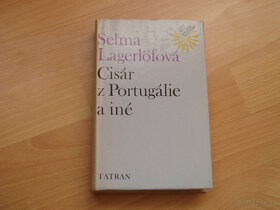 Selma
Lagerlöfová
Cisár
z Portugálie
a iné
TATRAN